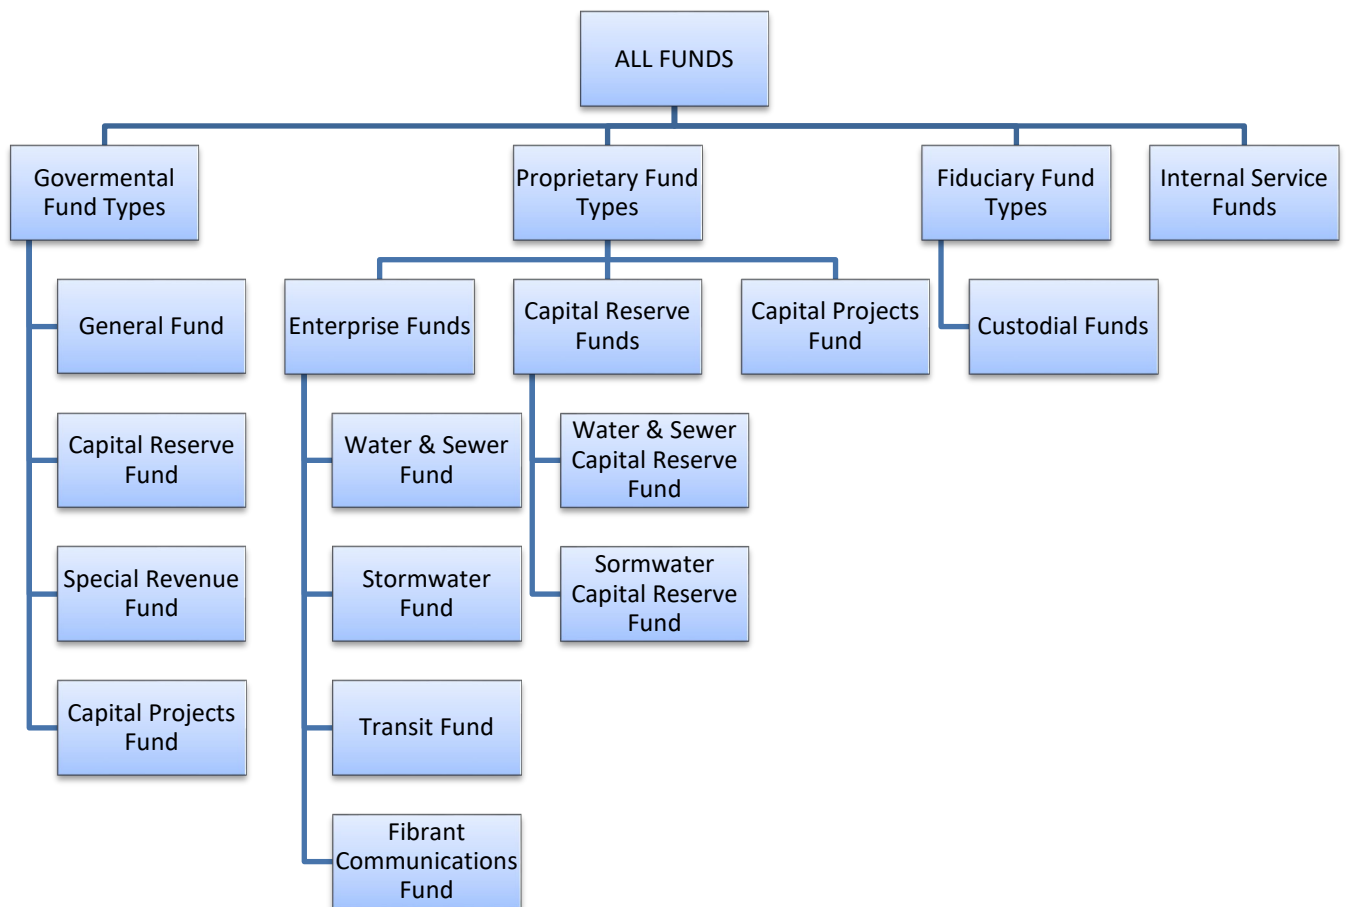 ALL FUNDS
Govermental
Fund Types
Proprietary Fund
Types
Fiduciary Fund
Types
Internal Service
Funds
General Fund
Enterprise Funds
Capital Reserve
Funds
Capital Projects
Fund
Custodial Funds
Capital Reserve
Fund
Water & Sewer
Fund
Water & Sewer
Capital Reserve
Fund
Special Revenue
Fund
Stormwater
Fund
Sormwater
Capital Reserve
Fund
Capital Projects
Fund
Transit Fund
Fibrant
Communications
Fund